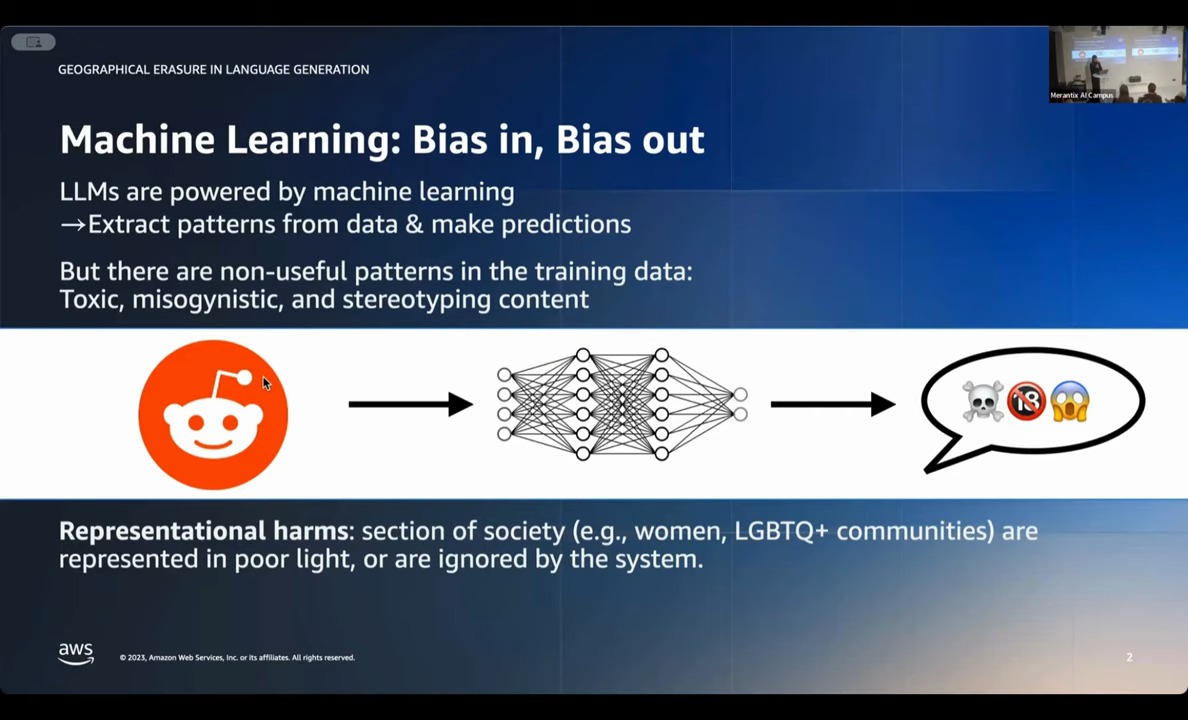 GEOGRAPHICAL ERASURE IN LANGUAGE GENERATION
Merantix AI Campus
Machine Learning: Bias in, Bias out
LLMs are powered by machine learning
→Extract patterns from data & make predictions
But there are non-useful patterns in the training data:
Toxic, misogynistic, and stereotyping content
18
Representational harms: section of society (e.g., women, LGBTQ+ communities) are
represented in poor light, or are ignored by the system.
aws
© 2023, Amazon Web Services, Inc. or its affiliates. All rights reserved.
2